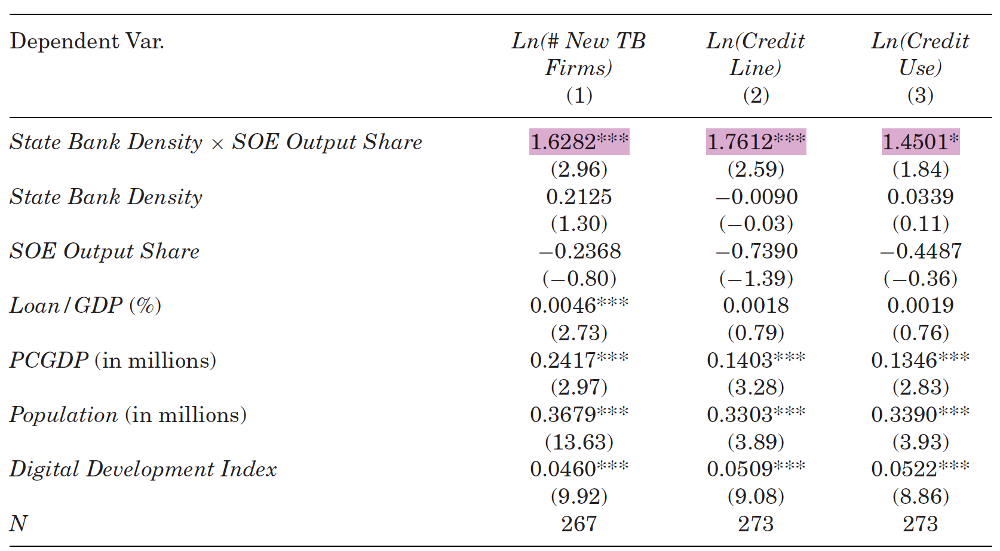 Dependent Var. Ln(# New TB Ln(Credit Ln(Credit
Firms) Line) Use)
(1) (2) (3)
State Bank Density × SOE Output Share 1.6282*** 1.7612*** 1.4501*
(2.96) (2.59) (1.84)
State Bank Density 0.2125 −0.0090 0.0339
(1.30) (−0.03) (0.11)
SOE Output Share −0.2368 −0.7390 −0.4487
(−0.80) (−1.39) (−0.36)
Loan/GDP (%) 0.0046*** 0.0018 0.0019
(2.73) (0.79) (0.76)
PCGDP (in millions) 0.2417*** 0.1403*** 0.1346***
(2.97) (3.28) (2.83)
Population (in millions) 0.3679*** 0.3303*** 0.3390***
(13.63) (3.89) (3.93)
Digital Development Index 0.0460*** 0.0509*** 0.0522***
(9.92) (9.08) (8.86)
N 267 273 273